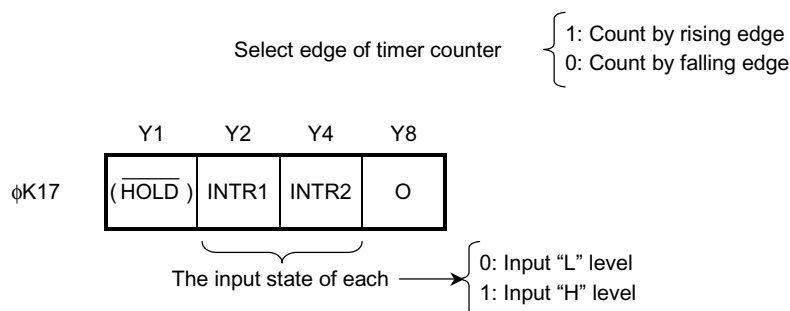 Select edge of timer counter
1: Count by rising edge
0: Count by falling edge
Y1 Y2 Y4 Y8
ϕK17 (H̅O̅L̅D̅) INTR1 INTR2 O
The input state of each
0: Input “L” level
1: Input “H” level